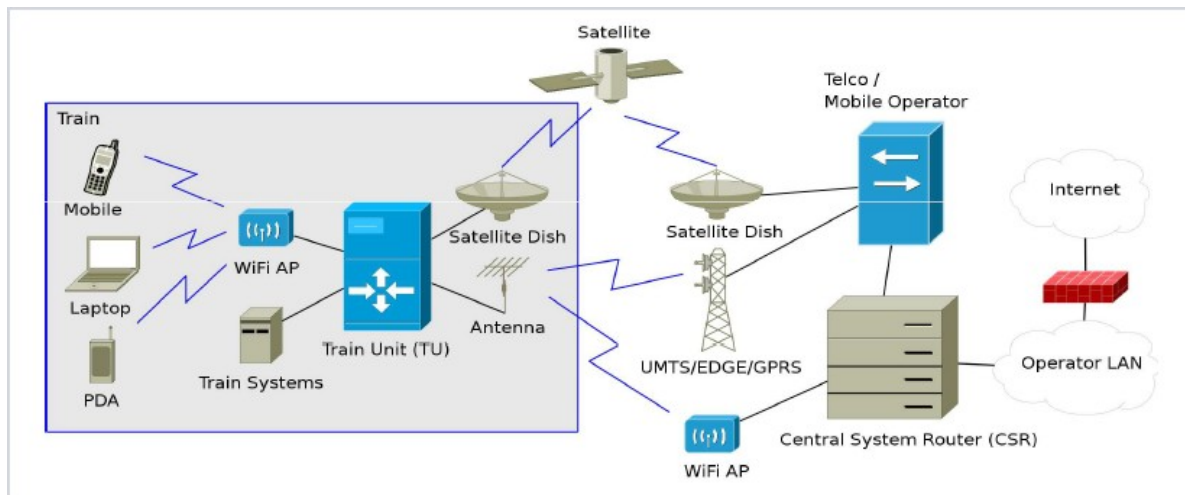 Satellite
Telco /
Mobile Operator
Train
Mobile
Internet
Satellite Dish
Satellite Dish
WiFi AP
Laptop
Antenna
Train Unit (TU)
UMTS/EDGE/GPRS
Operator LAN
Train Systems
PDA
Central System Router (CSR)
WiFi AP